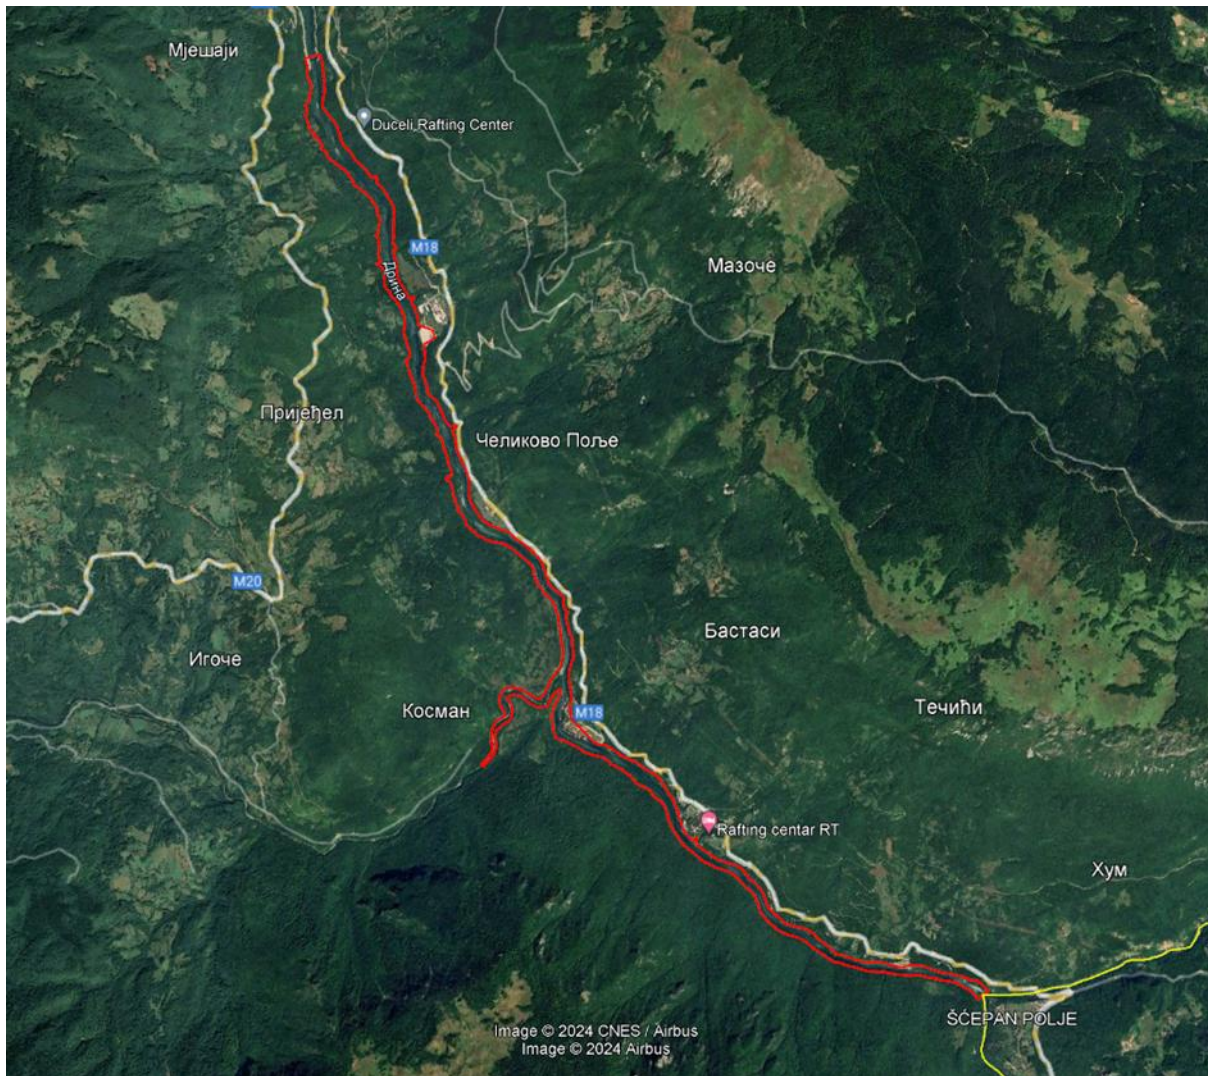 Мјешаји
Duceli Rafting Center
M18
Мазоче
Дрина
Пријеђел
Челиково Поље
M20
Бастаси
Игоче
Косман
M18
Течићи
Rafting centar RT
Хум
ŠĆEPAN POLJE
Image © 2024 CNES / Airbus
Image © 2024 Airbus